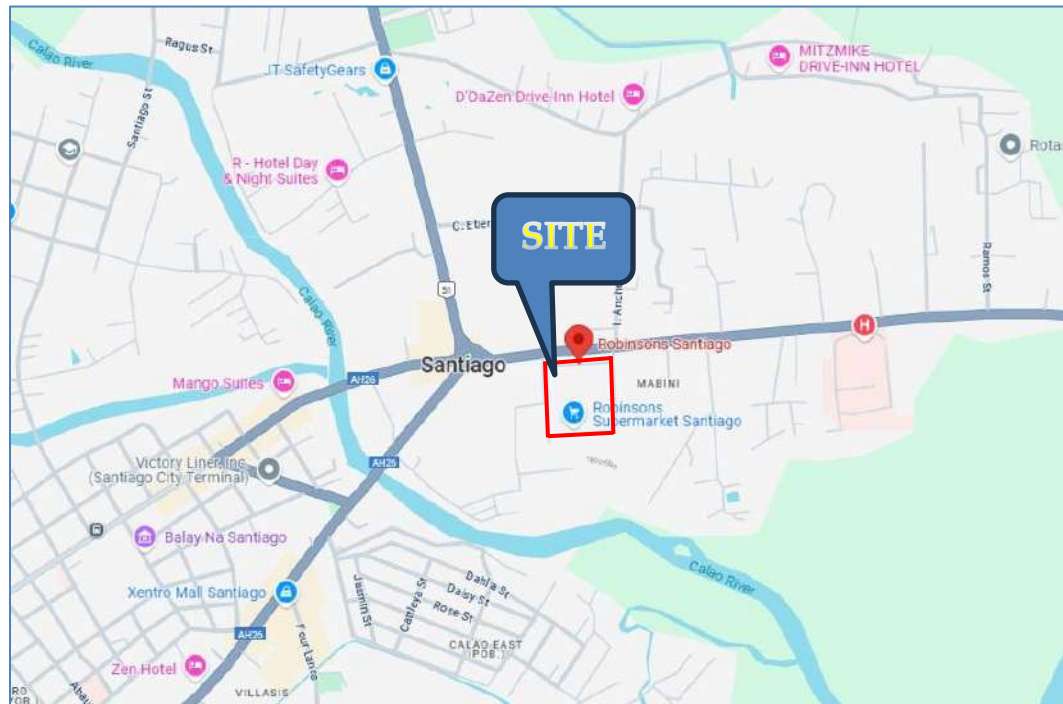 Ragus St
Calao River
Santiago St
JT SafetyGears
MITZMIKE
DRIVE-INN HOTEL
D'DaZen Drive-Inn Hotel
R - Hotel Day
& Night Suites
Rotar
SITE
C. Eber
I. Anche
Ramos St
51
Calao River
H
Robinsons Santiago
Santiago
AH26
MABINI
Mango Suites
Robinsons
Supermarket Santiago
Victory Liner, Inc
(Santiago City Terminal)
AH26
Balay Na Santiago
Calao River
Xentro Mall Santiago
Jasmin St
Cattleya St
Dahlia St
Daisy St
Rose St
CALAO EAST
(POB.)
AH26
Four Lanes
Zen Hotel
VILLASIS